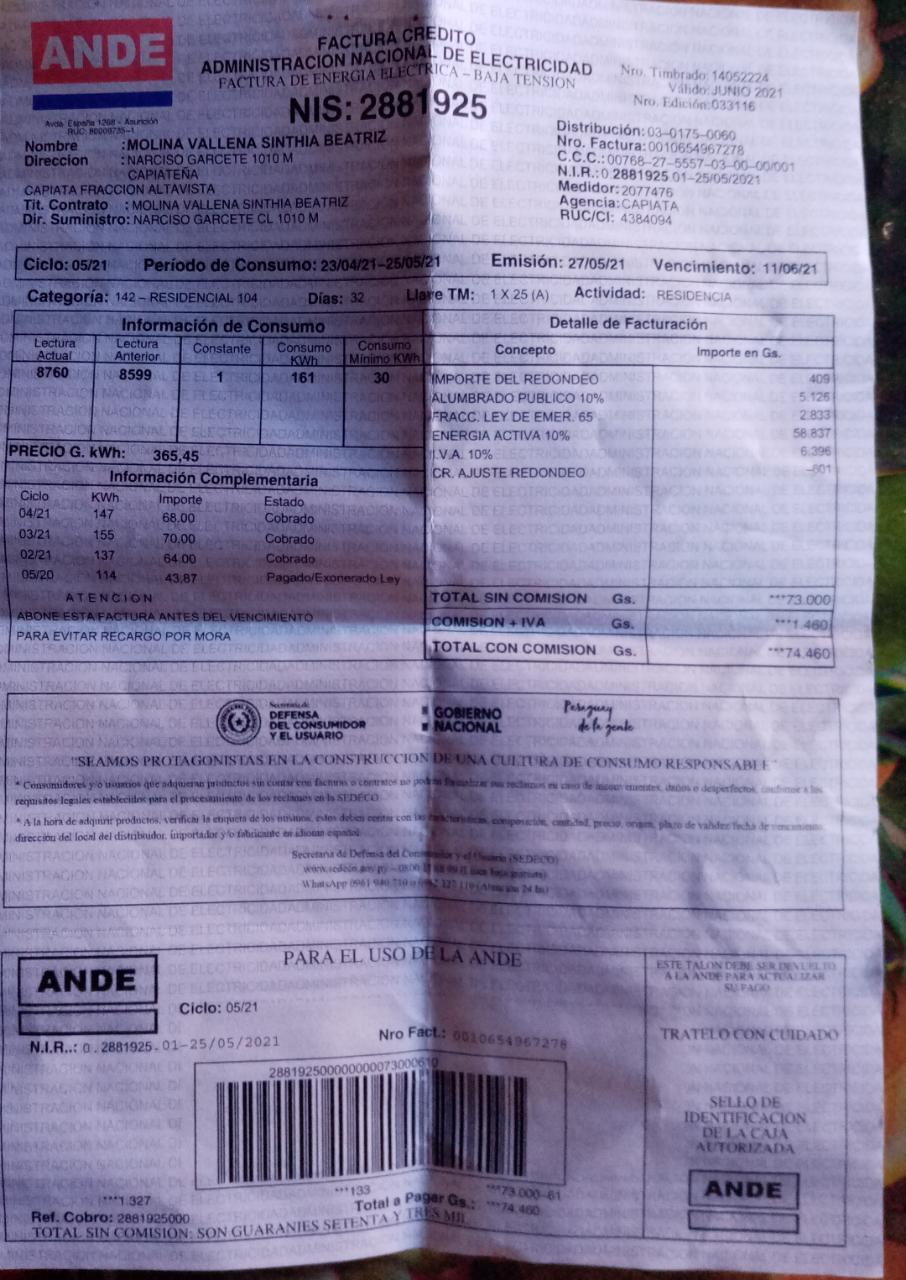 ANDE
FACTURA CREDITO
ADMINISTRACION NACIONAL DE ELECTRICIDAD
FACTURA DE ENERGIA ELECTRICA – BAJA TENSION
NIS: 2881925
Nro. Timbrado: 14052224
Válido: JUNIO 2021
Nro. Edición: 033116
Avda. España 1268 - Asunción
RUC: 80009735-1
Nombre :MOLINA VALLENA SINTHIA BEATRIZ
Direccion :NARCISO GARCETE 1010 M
CAPIATEÑA
CAPIATA FRACCION ALTAVISTA
Tit. Contrato :MOLINA VALLENA SINTHIA BEATRIZ
Dir. Suministro: NARCISO GARCETE CL 1010 M
Distribución: 03-0175-0060
Nro. Factura: 0010654967278
C.C.C.: 00768-27-5557-03-00-00/001
N.I.R.: 0 2881925 01-25/05/2021
Medidor: 2077476
Agencia: CAPIATA
RUC/CI: 4384094
Ciclo: 05/21 Período de Consumo: 23/04/21-25/05/21 Emisión: 27/05/21 Vencimiento: 11/06/21
Categoría: 142 – RESIDENCIAL 104 Días: 32 Llave TM: 1 X 25 (A) Actividad: RESIDENCIA
Información de Consumo
Lectura Actual Lectura Anterior Constante Consumo KWh Consumo Mínimo KWh
8760 8599 1 161 30
PRECIO G. kWh: 365,45
Información Complementaria
Ciclo KWh Importe Estado
04/21 147 68.00 Cobrado
03/21 155 70.00 Cobrado
02/21 137 64.00 Cobrado
05/20 114 43,87 Pagado/Exonerado Ley
ATENCION
ABONE ESTA FACTURA ANTES DEL VENCIMIENTO
PARA EVITAR RECARGO POR MORA
Detalle de Facturación
Concepto Importe en Gs.
IMPORTE DEL REDONDEO 409
ALUMBRADO PUBLICO 10% 5.126
FRACC. LEY DE EMER. 65 2.833
ENERGIA ACTIVA 10% 58.837
I.V.A. 10% 6.396
CR. AJUSTE REDONDEO -601
TOTAL SIN COMISION Gs. ***73.000
COMISION + IVA Gs. ***1.460
TOTAL CON COMISION Gs. ***74.460
Secretaría de
DEFENSA
DEL CONSUMIDOR
Y EL USUARIO
GOBIERNO
NACIONAL
Paraguay
de la gente
"SEAMOS PROTAGONISTAS EN LA CONSTRUCCION DE UNA CULTURA DE CONSUMO RESPONSABLE"
* Consumidores y/o usuarios que adquieran productos sin contar con facturas o contratos no podrán formalizar sus reclamos en caso de inconvenientes, daños o desperfectos, conforme a los
requisitos legales establecidos para el procesamiento de los reclamos en la SEDECO.
* A la hora de adquirir productos, verificar la etiqueta de los mismos, estos deben contar con las características, composición, cantidad, precio, origen, plazo de validez fecha de vencimiento,
dirección del local del distribuidor, importador y/o fabricante en idioma español.
Secretaria de Defensa del Consumidor y el Usuario (SEDECO)
www.sedeco.gov.py – 0800
WhatsApp (Atención 24 hs)
PARA EL USO DE LA ANDE
ANDE
Ciclo: 05/21
N.I.R.: 0.2881925.01-25/05/2021
Nro Fact.: 0010654967278
2881925000000000073000610
***1.327
***133
***73.000-61
Total a Pagar Gs.: ***74.460
Ref. Cobro: 2881925000
TOTAL SIN COMISION: SON GUARANIES SETENTA Y TRES MIL
ESTE TALON DEBE SER DEVUELTO
A LA ANDE PARA ACTUALIZAR
SU PAGO
TRATELO CON CUIDADO
SELLO DE
IDENTIFICACION
DE LA CAJA
AUTORIZADA
ANDE